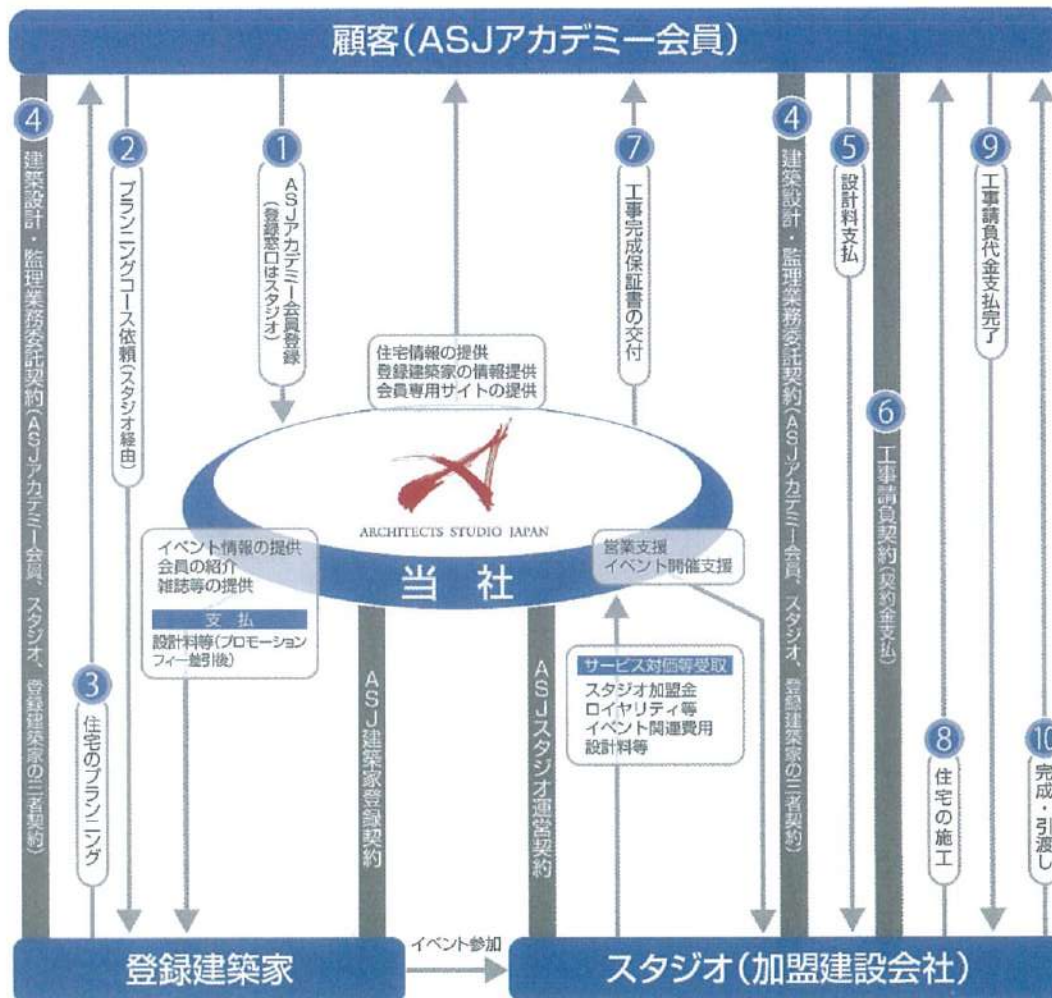 顧客(ASJアカデミー会員)
④ 建築設計・監理業務委託契約(ASJアカデミー会員、スタジオ、登録建築家の三者契約)
③ 住宅のプランニング
② プランニングコース依頼(スタジオ経由)
① ASJアカデミー会員登録
(登録窓口はスタジオ)
住宅情報の提供
登録建築家の情報提供
会員専用サイトの提供
⑦ 工事完成保証書の交付
④ 建築設計・監理業務委託契約(ASJアカデミー会員、スタジオ、登録建築家の三者契約)
⑤ 設計料支払
⑥ 工事請負契約(契約金支払)
⑧ 住宅の施工
⑨ 工事請負代金支払完了
⑩ 完成・引渡し
ARCHITECTS STUDIO JAPAN
当社
イベント情報の提供
会員の紹介
雑誌等の提供
支払
設計料等(プロモーション
フィー差引後)
営業支援
イベント開催支援
サービス対価等受取
スタジオ加盟金
ロイヤリティ等
イベント関連費用
設計料等
ASJ建築家登録契約
ASJスタジオ運営契約
登録建築家
イベント参加
スタジオ(加盟建設会社)